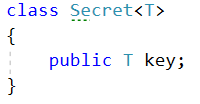 class Secret<T>
{
    public T key;
}